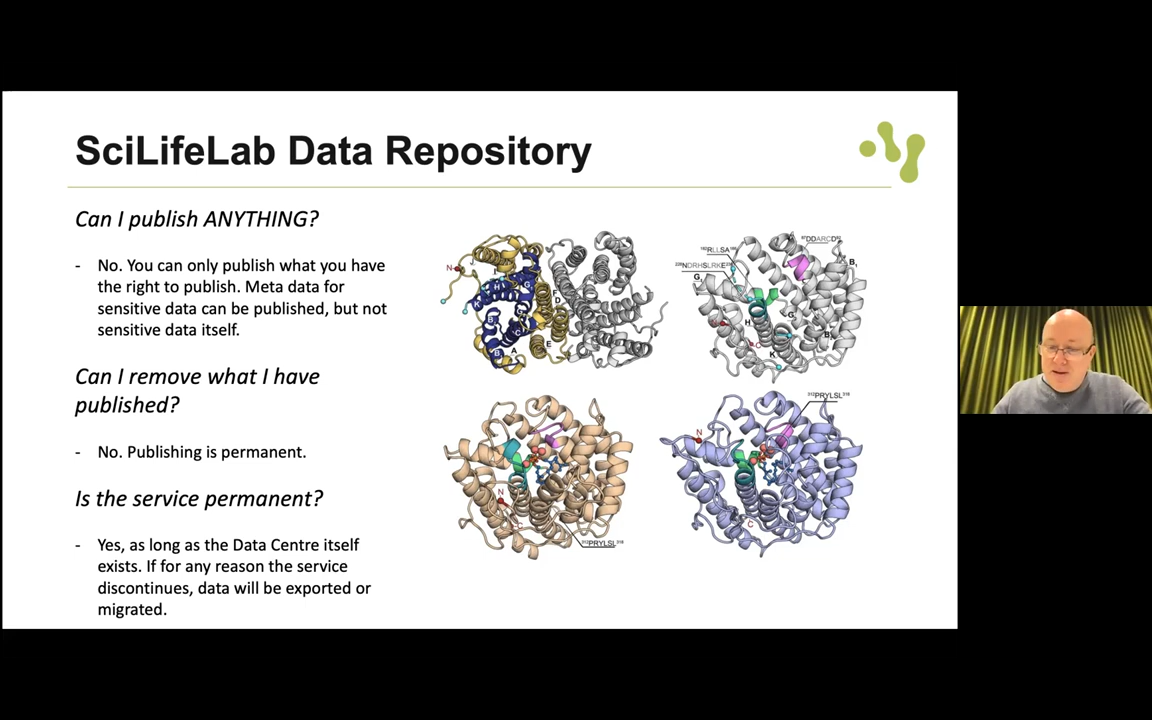 SciLifeLab Data Repository
Can I publish ANYTHING?
- No. You can only publish what you have
the right to publish. Meta data for
sensitive data can be published, but not
sensitive data itself.
Can I remove what I have
published?
- No. Publishing is permanent.
Is the service permanent?
- Yes, as long as the Data Centre itself
exists. If for any reason the service
discontinues, data will be exported or
migrated.
N
H
G
K
B
B
A
C
F
D
E
G
H
G
K
C
B
B
312PRYLSL318
N
312PRYLSL318
N
C